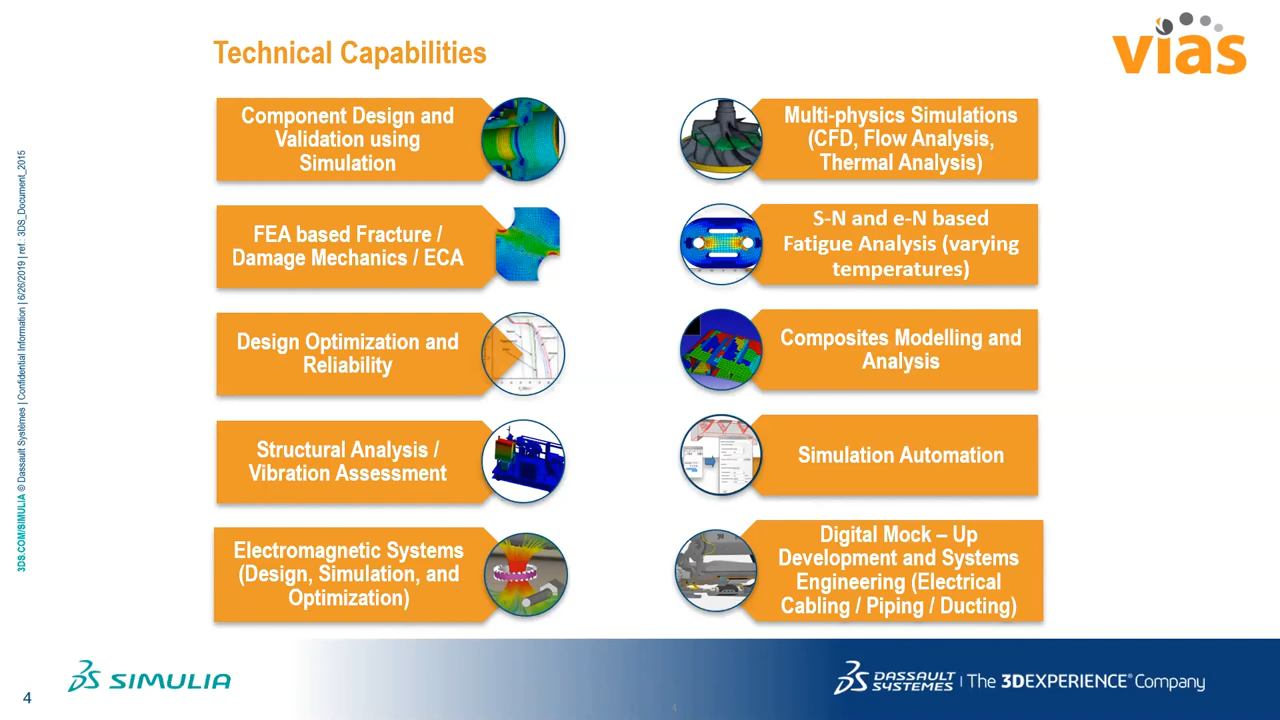 Technical Capabilities
vias
Component Design and
Validation using
Simulation
FEA based Fracture /
Damage Mechanics / ECA
Design Optimization and
Reliability
Structural Analysis /
Vibration Assessment
Electromagnetic Systems
(Design, Simulation, and
Optimization)
Multi-physics Simulations
(CFD, Flow Analysis,
Thermal Analysis)
S-N and e-N based
Fatigue Analysis (varying
temperatures)
Composites Modelling and
Analysis
Simulation Automation
Digital Mock – Up
Development and Systems
Engineering (Electrical
Cabling / Piping / Ducting)
3DS.COM/SIMULIA © Dassault Systèmes | Confidential Information | 6/26/2019 | ref.: 3DS_Document_2015
SIMULIA
DASSAULT
SYSTEMES
The 3DEXPERIENCE® Company
4
4